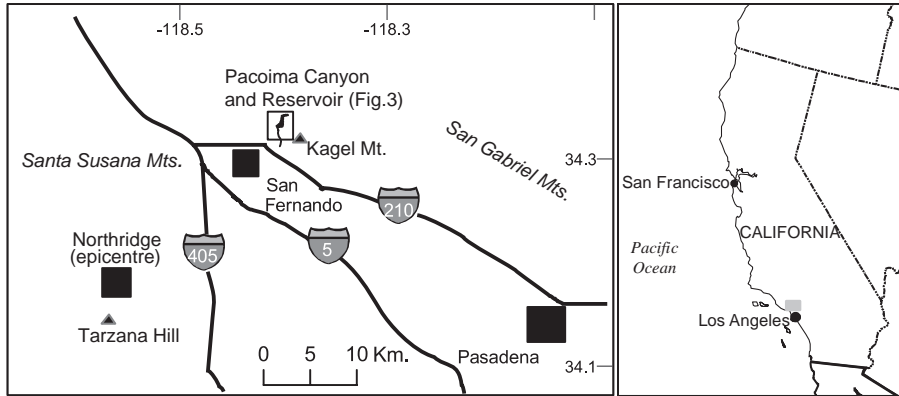 -118.5
-118.3
Pacoima Canyon
and Reservoir (Fig.3)
Kagel Mt.
San Gabriel Mts.
34.3
Santa Susana Mts.
San
Fernando
210
Northridge
(epicentre)
405
5
Tarzana Hill
0 5 10 Km.
Pasadena
34.1
San Francisco
CALIFORNIA
Pacific
Ocean
Los Angeles